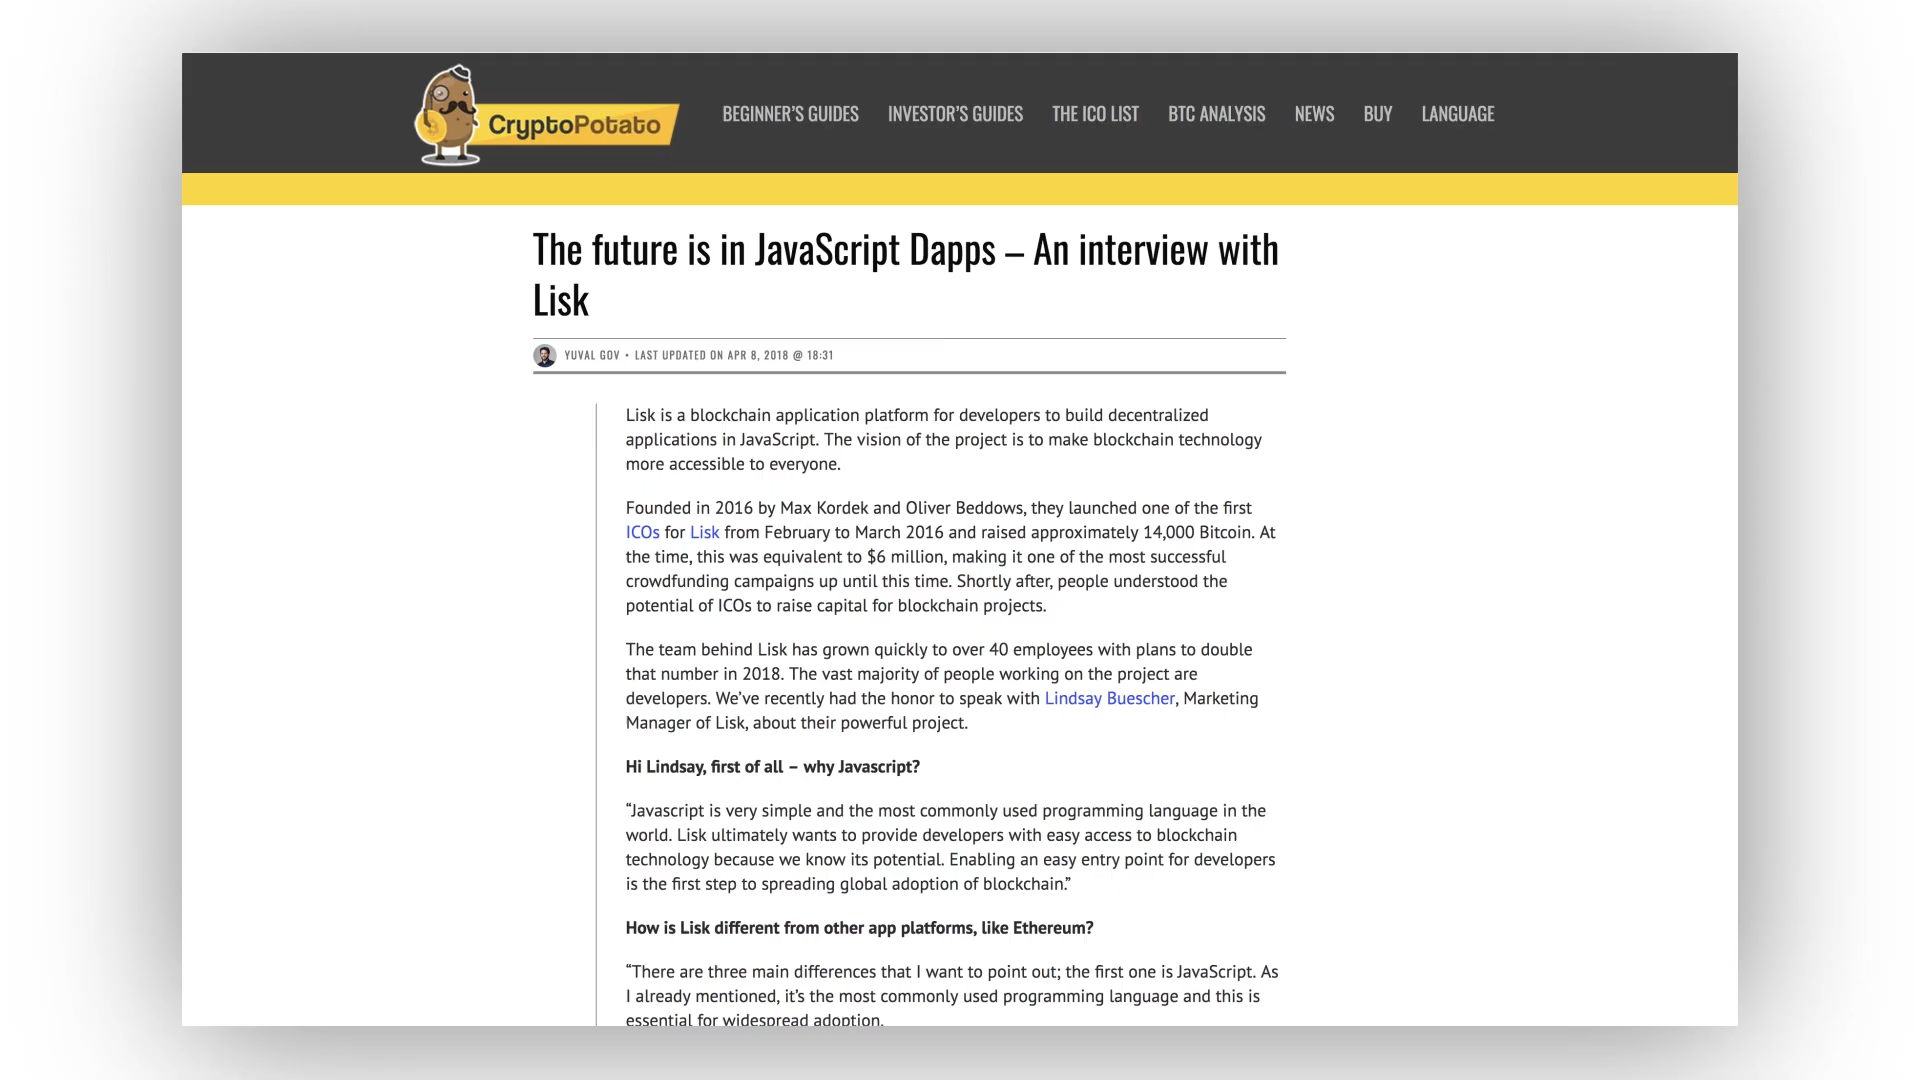 CryptoPotato
BEGINNER’S GUIDES INVESTOR’S GUIDES THE ICO LIST BTC ANALYSIS NEWS BUY LANGUAGE
The future is in JavaScript Dapps – An interview with
Lisk
YUVAL GOV • LAST UPDATED ON APR 8, 2018 @ 18:31
Lisk is a blockchain application platform for developers to build decentralized
applications in JavaScript. The vision of the project is to make blockchain technology
more accessible to everyone.
Founded in 2016 by Max Kordek and Oliver Beddows, they launched one of the first
ICOs for Lisk from February to March 2016 and raised approximately 14,000 Bitcoin. At
the time, this was equivalent to $6 million, making it one of the most successful
crowdfunding campaigns up until this time. Shortly after, people understood the
potential of ICOs to raise capital for blockchain projects.
The team behind Lisk has grown quickly to over 40 employees with plans to double
that number in 2018. The vast majority of people working on the project are
developers. We’ve recently had the honor to speak with Lindsay Buescher, Marketing
Manager of Lisk, about their powerful project.
Hi Lindsay, first of all – why Javascript?
“Javascript is very simple and the most commonly used programming language in the
world. Lisk ultimately wants to provide developers with easy access to blockchain
technology because we know its potential. Enabling an easy entry point for developers
is the first step to spreading global adoption of blockchain.”
How is Lisk different from other app platforms, like Ethereum?
“There are three main differences that I want to point out; the first one is JavaScript. As
I already mentioned, it’s the most commonly used programming language and this is
essential for widespread adoption.